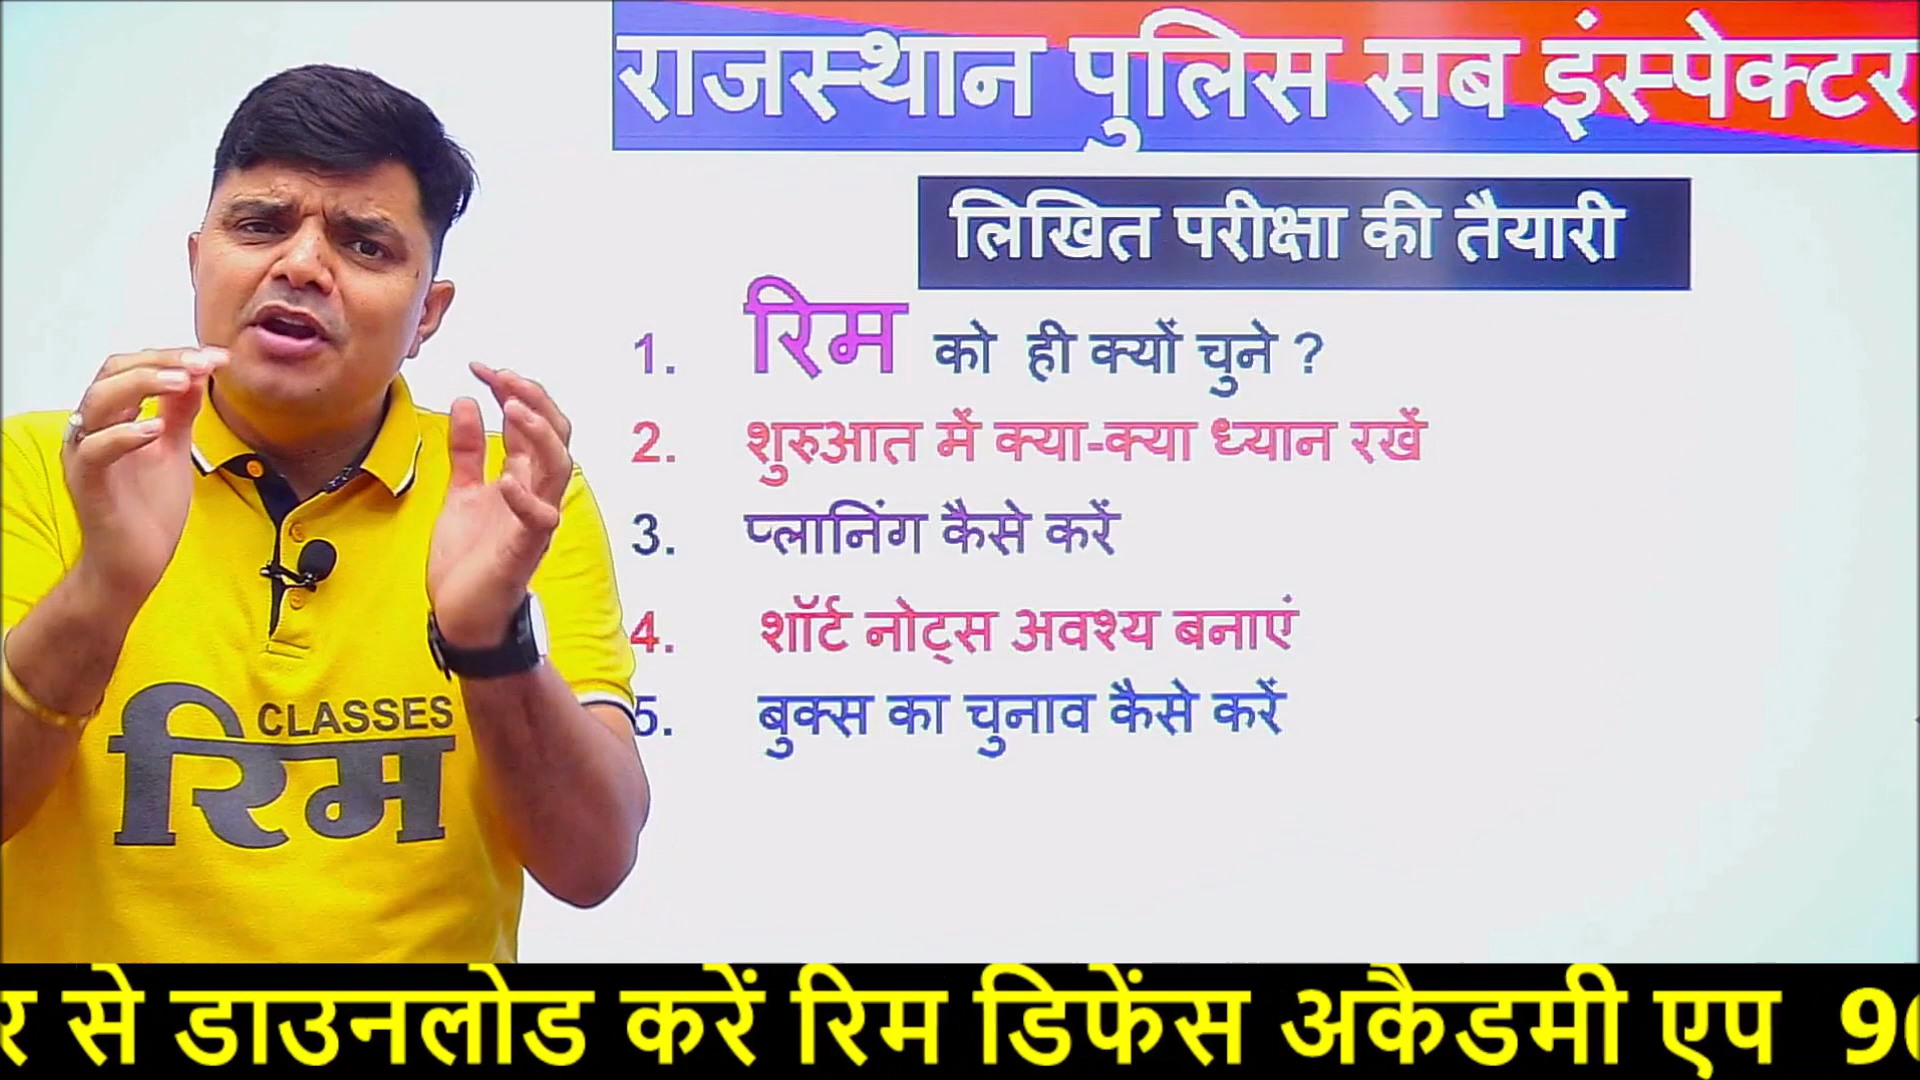 राजस्थान पुलिस सब इंस्पेक्टर
लिखित परीक्षा की तैयारी
1. रिम को ही क्यों चुने ?
2. शुरुआत में क्या-क्या ध्यान रखें
3. प्लानिंग कैसे करें
4. शॉर्ट नोट्स अवश्य बनाएं
5. बुक्स का चुनाव कैसे करें
CLASSES
रिम
से डाउनलोड करें रिम डिफेंस अकैडमी एप